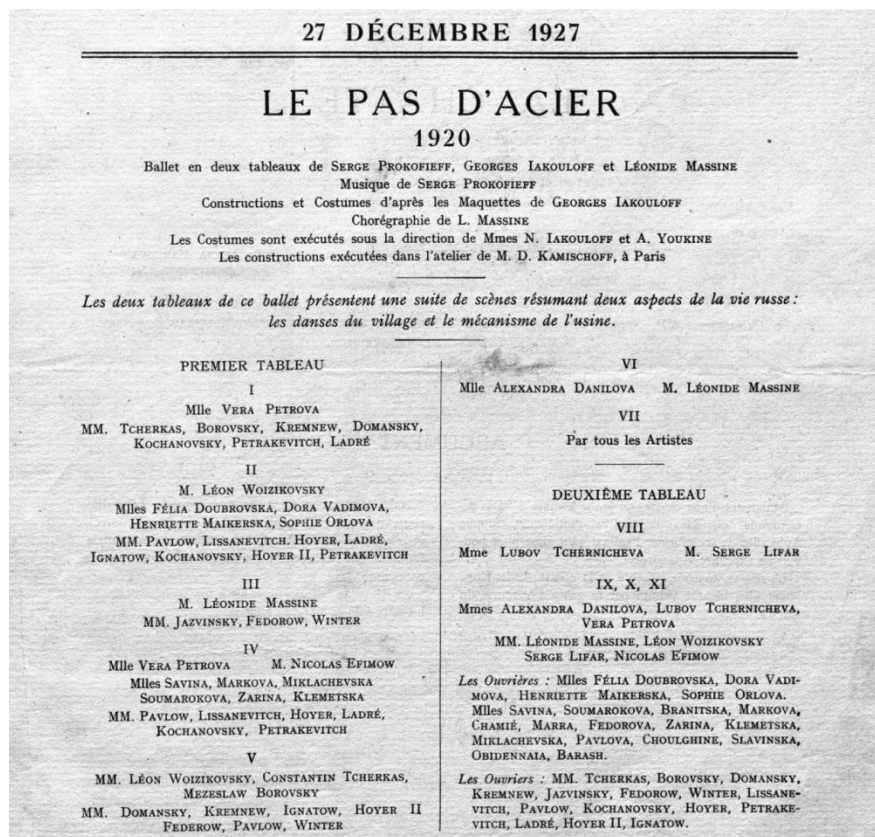 27 DÉCEMBRE 1927
LE PAS D'ACIER
1920
Ballet en deux tableaux de SERGE PROKOFIEFF, GEORGES IAKOULOFF et LÉONIDE MASSINE
Musique de SERGE PROKOFIEFF
Constructions et Costumes d'après les Maquettes de GEORGES IAKOULOFF
Chorégraphie de L. MASSINE
Les Costumes sont exécutés sous la direction de Mmes N. IAKOULOFF et A. YOUKINE
Les constructions exécutées dans l'atelier de M. D. KAMISCHOFF, à Paris
Les deux tableaux de ce ballet présentent une suite de scènes résumant deux aspects de la vie russe :
les danses du village et le mécanisme de l'usine.
PREMIER TABLEAU
I
Mlle VERA PETROVA
MM. TCHERKAS, BOROVSKY, KREMNEW, DOMANSKY,
KOCHANOVSKY, PETRAKEVITCH, LADRÉ
II
M. LÉON WOIZIKOVSKY
Mlles FÉLIA DOUBROVSKA, DORA VADIMOVA,
HENRIETTE MAIKERSKA, SOPHIE ORLOVA
MM. PAVLOW, LISSANEVITCH. HOYER, LADRÉ,
IGNATOW, KOCHANOVSKY, HOYER II, PETRAKEVITCH
III
M. LÉONIDE MASSINE
MM. JAZVINSKY, FEDOROW, WINTER
IV
Mlle VERA PETROVA M. NICOLAS EFIMOW
Mlles SAVINA, MARKOVA, MIKLACHEVSKA
SOUMAROKOVA, ZARINA, KLEMETSKA
MM. PAVLOW, LISSANEVITCH, HOYER, LADRÉ,
KOCHANOVSKY, PETRAKEVITCH
V
MM. LÉON WOIZIKOVSKY, CONSTANTIN TCHERKAS,
MEZESLAW BOROVSKY
MM. DOMANSKY, KREMNEW, IGNATOW, HOYER II
FEDEROW, PAVLOW, WINTER
VI
Mlle ALEXANDRA DANILOVA M. LÉONIDE MASSINE
VII
Par tous les Artistes
DEUXIÈME TABLEAU
VIII
Mme LUBOV TCHERNICHEVA M. SERGE LIFAR
IX, X, XI
Mmes ALEXANDRA DANILOVA, LUBOV TCHERNICHEVA,
VERA PETROVA
MM. LÉONIDE MASSINE, LÉON WOIZIKOVSKY
SERGE LIFAR, NICOLAS EFIMOW
Les Ouvrières : Mlles FÉLIA DOUBROVSKA, DORA VADI-
MOVA, HENRIETTE MAIKERSKA, SOPHIE ORLOVA.
Mlles SAVINA, SOUMAROKOVA, BRANITSKA, MARKOVA,
CHAMIÉ, MARRA, FEDOROVA, ZARINA, KLEMETSKA,
MIKLACHEVSKA, PAVLOVA, CHOULGHINE, SLAVINSKA,
OBIDENNAIA, BARASH.
Les Ouvriers : MM. TCHERKAS, BOROVSKY, DOMANSKY,
KREMNEW, JAZVINSKY, FEDOROW, WINTER, LISSANE-
VITCH, PAVLOW, KOCHANOVSKY, HOYER, PETRAKE-
VITCH, LADRÉ, HOYER II, IGNATOW.